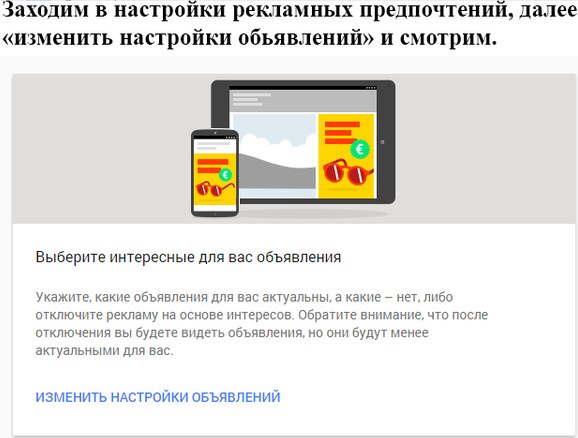 Заходим в настройки рекламных предпочтений, далее
«изменить настройки обьявлений» и смотрим.
€
€
Выберите интересные для вас объявления
Укажите, какие объявления для вас актуальны, а какие – нет, либо
отключите рекламу на основе интересов. Обратите внимание, что после
отключения вы будете видеть объявления, но они будут менее
актуальными для вас.
ИЗМЕНИТЬ НАСТРОЙКИ ОБЪЯВЛЕНИЙ